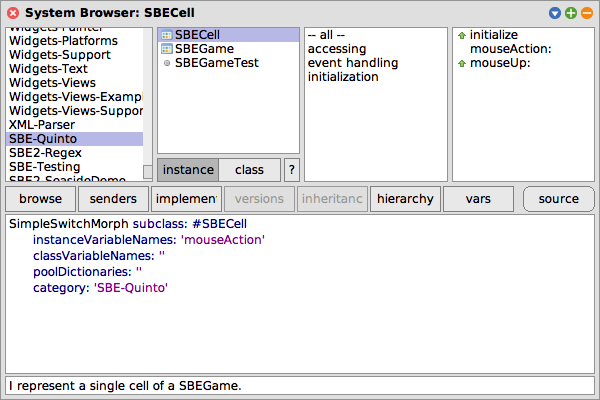 System Browser: SBECell
Widgets-Platforms
Widgets-Support
Widgets-Text
Widgets-Views
Widgets-Views-Exampl
Widgets-Views-Suppor
XML-Parser
SBE-Quinto
SBE2-Regex
SBE-Testing
SBE2-SeasideDemo
SBECell
SBEGame
SBEGameTest
instance
class
?
-- all --
accessing
event handling
initialization
initialize
mouseAction:
mouseUp:
browse
senders
implement
versions
inheritanc
hierarchy
vars
source
SimpleSwitchMorph subclass: #SBECell
instanceVariableNames: 'mouseAction'
classVariableNames: ''
poolDictionaries: ''
category: 'SBE-Quinto'
I represent a single cell of a SBEGame.